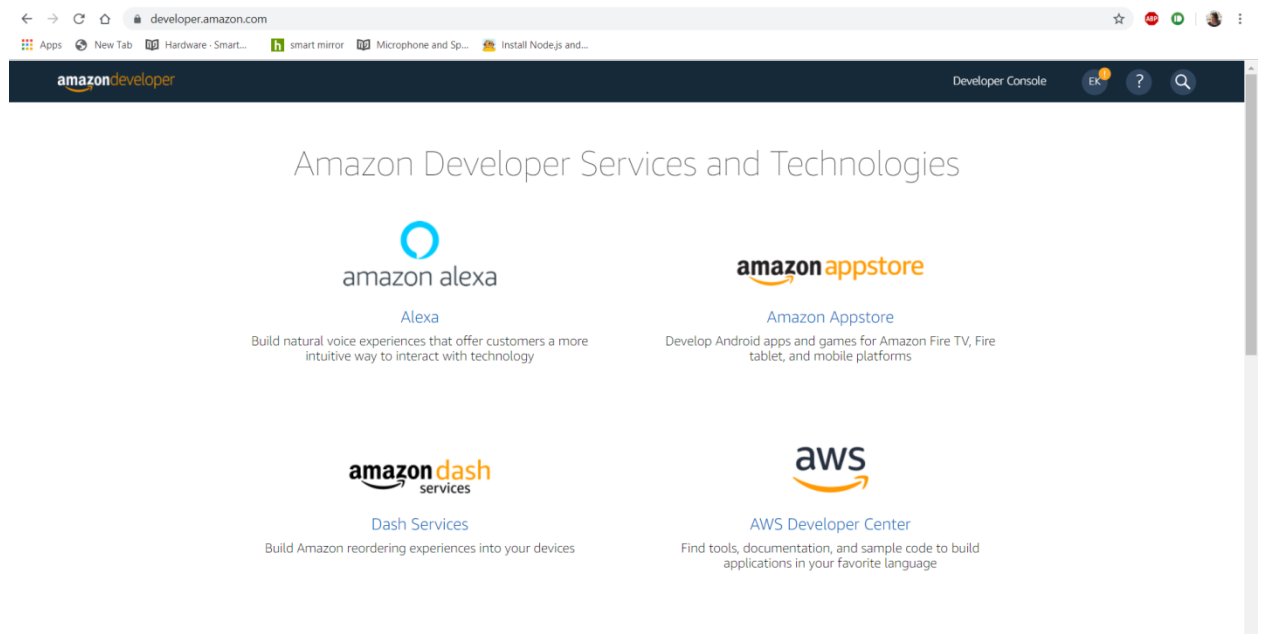 developer.amazon.com
ABP
Apps New Tab Hardware · Smart... h smart mirror Microphone and Sp... Install Node.js and...
amazondeveloper Developer Console EK ! ?
Amazon Developer Services and Technologies
amazon alexa
amazon appstore
Alexa
Amazon Appstore
Build natural voice experiences that offer customers a more
intuitive way to interact with technology
Develop Android apps and games for Amazon Fire TV, Fire
tablet, and mobile platforms
amazon dash
services
aws
Dash Services
AWS Developer Center
Build Amazon reordering experiences into your devices
Find tools, documentation, and sample code to build
applications in your favorite language